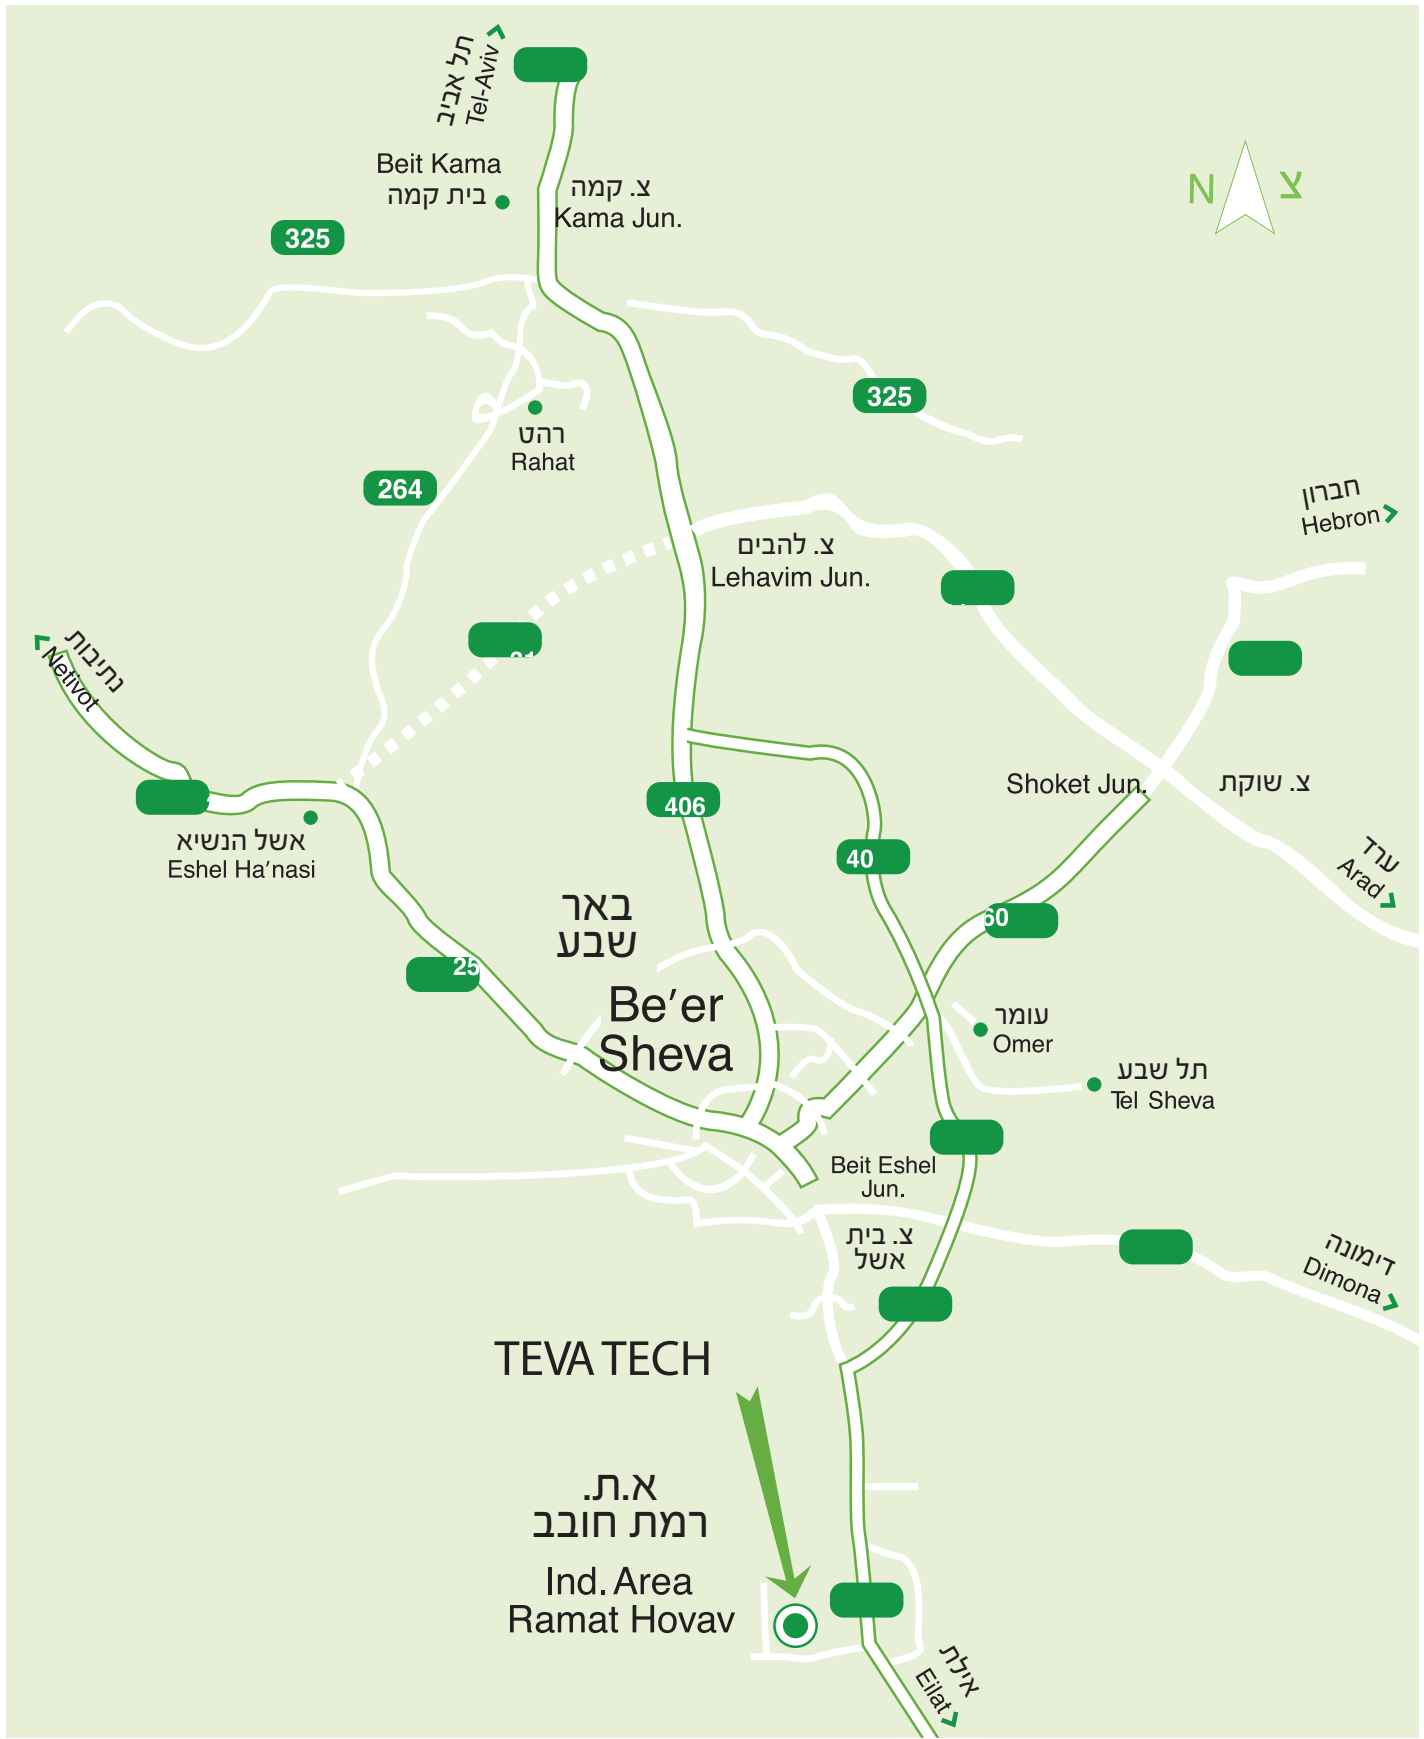 תל אביב
Tel-Aviv
Beit Kama
בית קמה
צ. קמה
Kama Jun.
N
צ
325
325
רהט
Rahat
264
חברון
Hebron
צ. להבים
Lehavim Jun.
נתיבות
Netivot
Shoket Jun.
צ. שוקת
406
אשל הנשיא
Eshel Ha'nasi
40
ערד
Arad
60
באר
שבע
25
Be'er
Sheva
עומר
Omer
תל שבע
Tel Sheva
Beit Eshel
Jun.
צ. בית
אשל
דימונה
Dimona
TEVA TECH
א.ת.
רמת חובב
Ind. Area
Ramat Hovav
אילת
Eilat